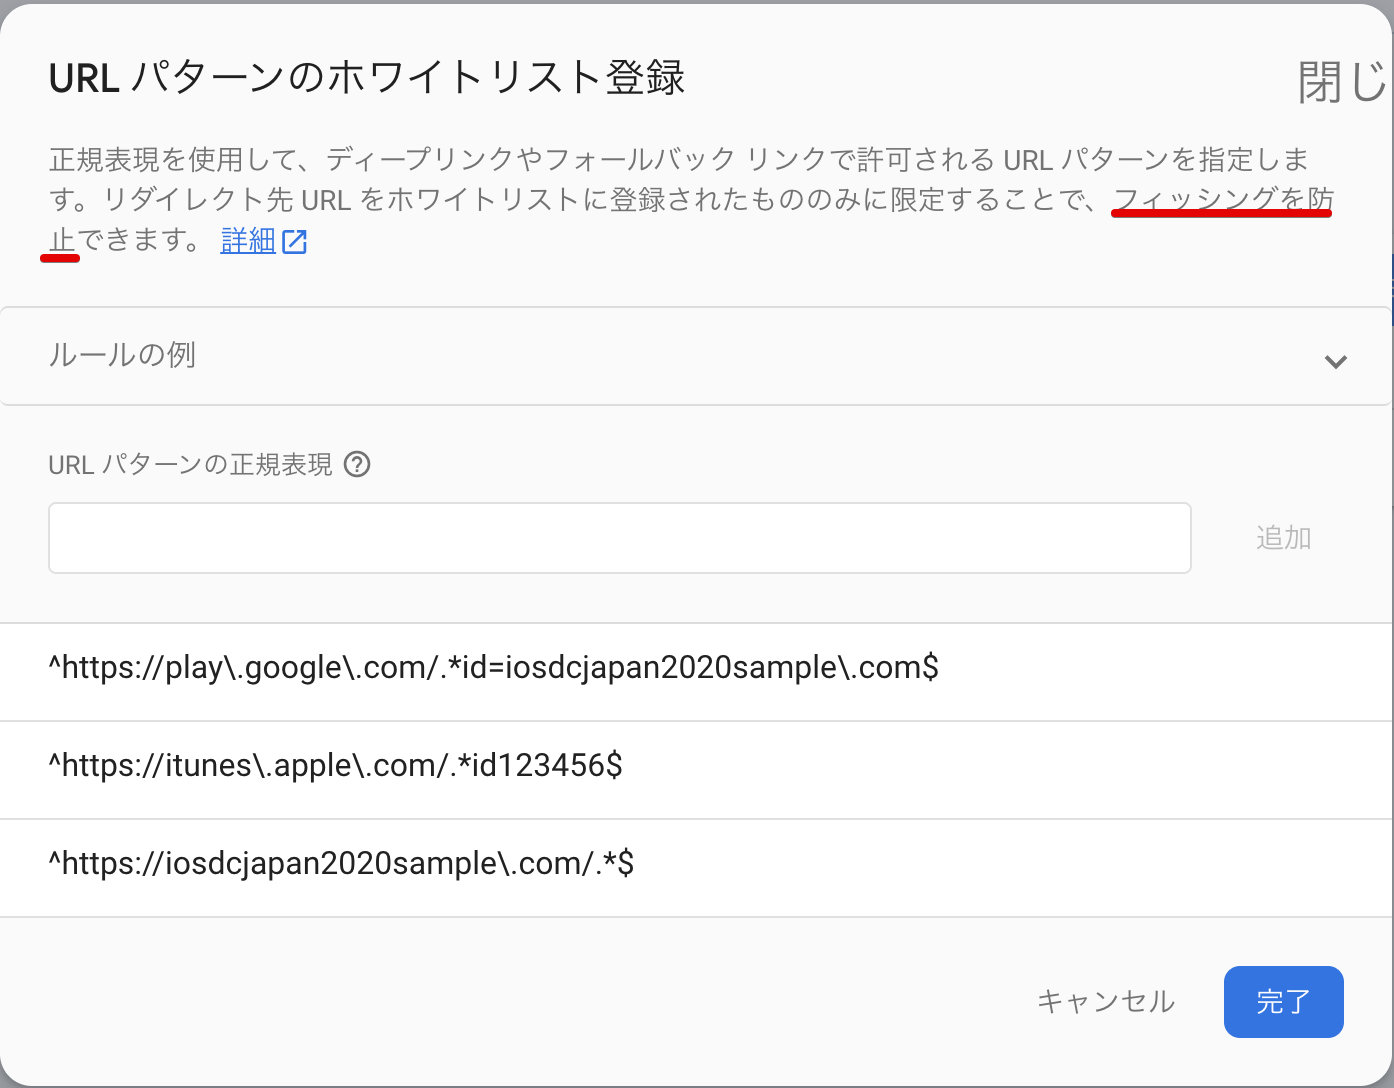 URL パターンのホワイトリスト登録
閉じ
正規表現を使用して、ディープリンクやフォールバック リンクで許可される URL パターンを指定しま
す。リダイレクト先 URL をホワイトリストに登録されたもののみに限定することで、フィッシングを防
止できます。 詳細
ルールの例
URL パターンの正規表現
追加
^https://play\.google\.com/.*id=iosdcjapan2020sample\.com$
^https://itunes\.apple\.com/.*id123456$
^https://iosdcjapan2020sample\.com/.*$
キャンセル
完了